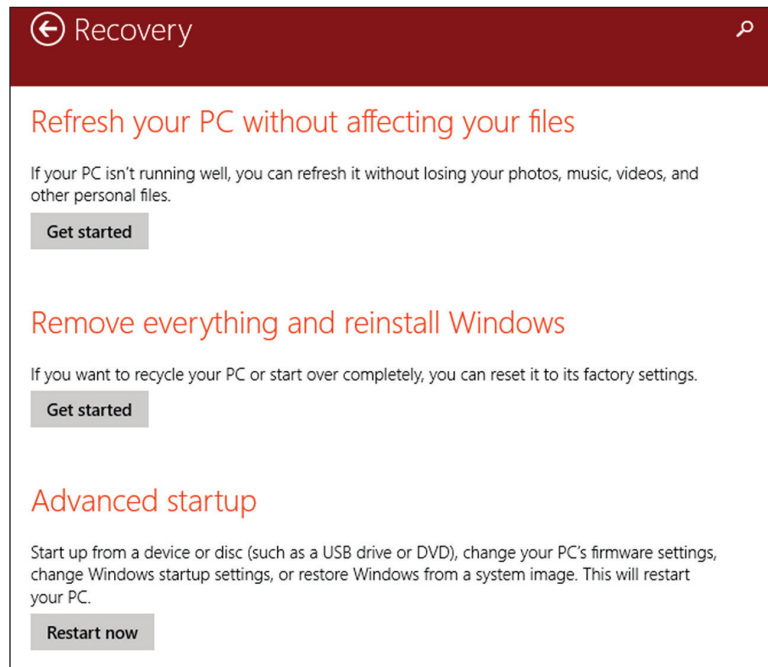 Recovery
Refresh your PC without affecting your files
If your PC isn't running well, you can refresh it without losing your photos, music, videos, and
other personal files.
Get started
Remove everything and reinstall Windows
If you want to recycle your PC or start over completely, you can reset it to its factory settings.
Get started
Advanced startup
Start up from a device or disc (such as a USB drive or DVD), change your PC's firmware settings,
change Windows startup settings, or restore Windows from a system image. This will restart
your PC.
Restart now